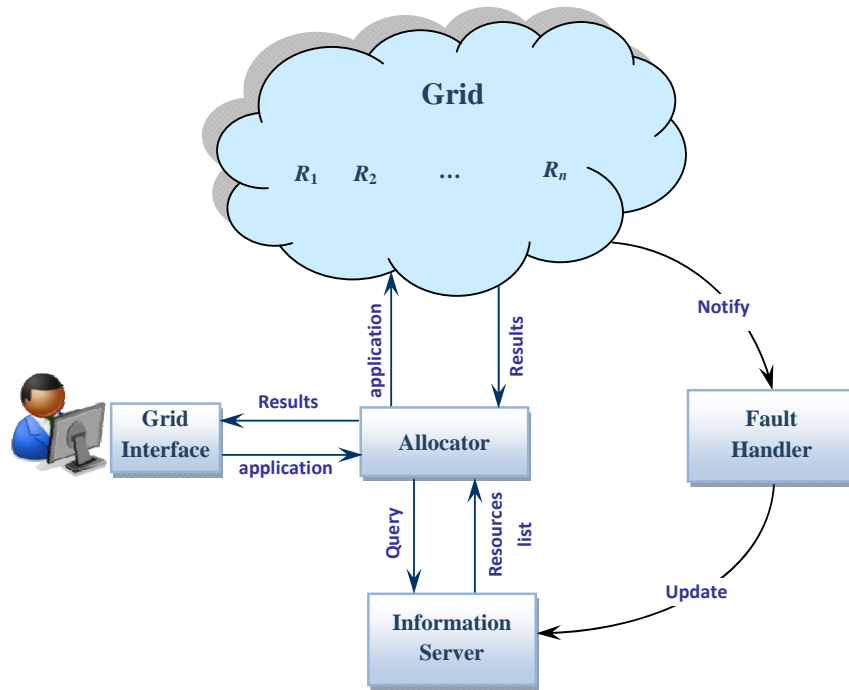 Grid
R1 R2 … Rn
application
Results
Notify
Results
Grid
Interface
application
Allocator
Fault
Handler
Query
Resources
list
Update
Information
Server